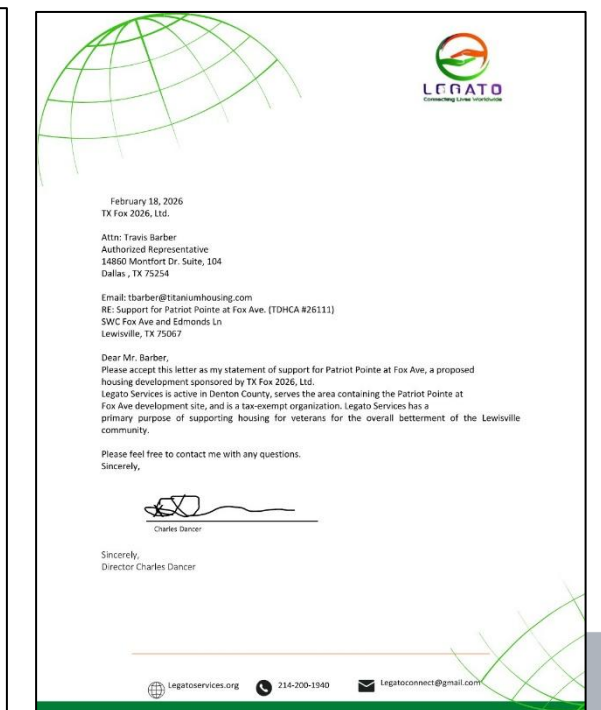 LEGATO
Connecting Lives Worldwide
February 18, 2026
TX Fox 2026, Ltd.
Attn: Travis Barber
Authorized Representative
14860 Montfort Dr. Suite, 104
Dallas , TX 75254
Email: tbarber@titaniumhousing.com
RE: Support for Patriot Pointe at Fox Ave. (TDHCA #26111)
SWC Fox Ave and Edmonds Ln
Lewisville, TX 75067
Dear Mr. Barber,
Please accept this letter as my statement of support for Patriot Pointe at Fox Ave, a proposed
housing development sponsored by TX Fox 2026, Ltd.
Legato Services is active in Denton County, serves the area containing the Patriot Pointe at
Fox Ave development site, and is a tax-exempt organization. Legato Services has a
primary purpose of supporting housing for veterans for the overall betterment of the Lewisville
community.
Please feel free to contact me with any questions.
Sincerely,
Charles Dancer
Sincerely,
Director Charles Dancer
Legatoservices.org 214-200-1940 Legatoconnect@gmail.com